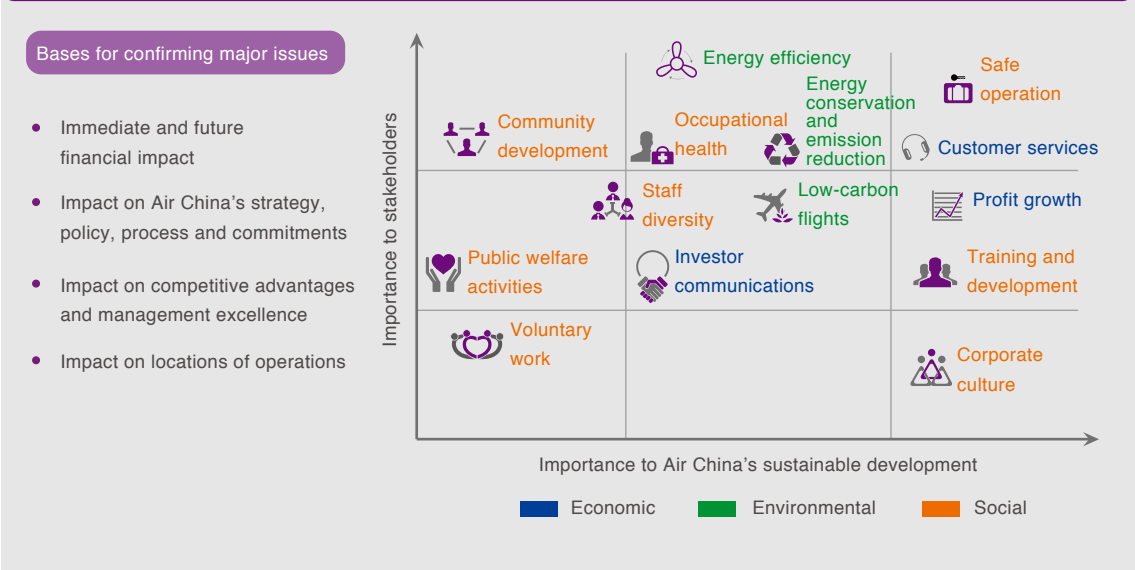 Bases for confirming major issues
Immediate and future
financial impact
Impact on Air China’s strategy,
policy, process and commitments
Impact on competitive advantages
and management excellence
Impact on locations of operations
Importance to stakeholders
Energy efficiency
Safe
operation
Energy
conservation
and
emission
reduction
Community
development
Occupational
health
Customer services
Staff
diversity
Low-carbon
flights
Profit growth
Public welfare
activities
Investor
communications
Training and
development
Voluntary
work
Corporate
culture
Importance to Air China’s sustainable development
Economic
Environmental
Social